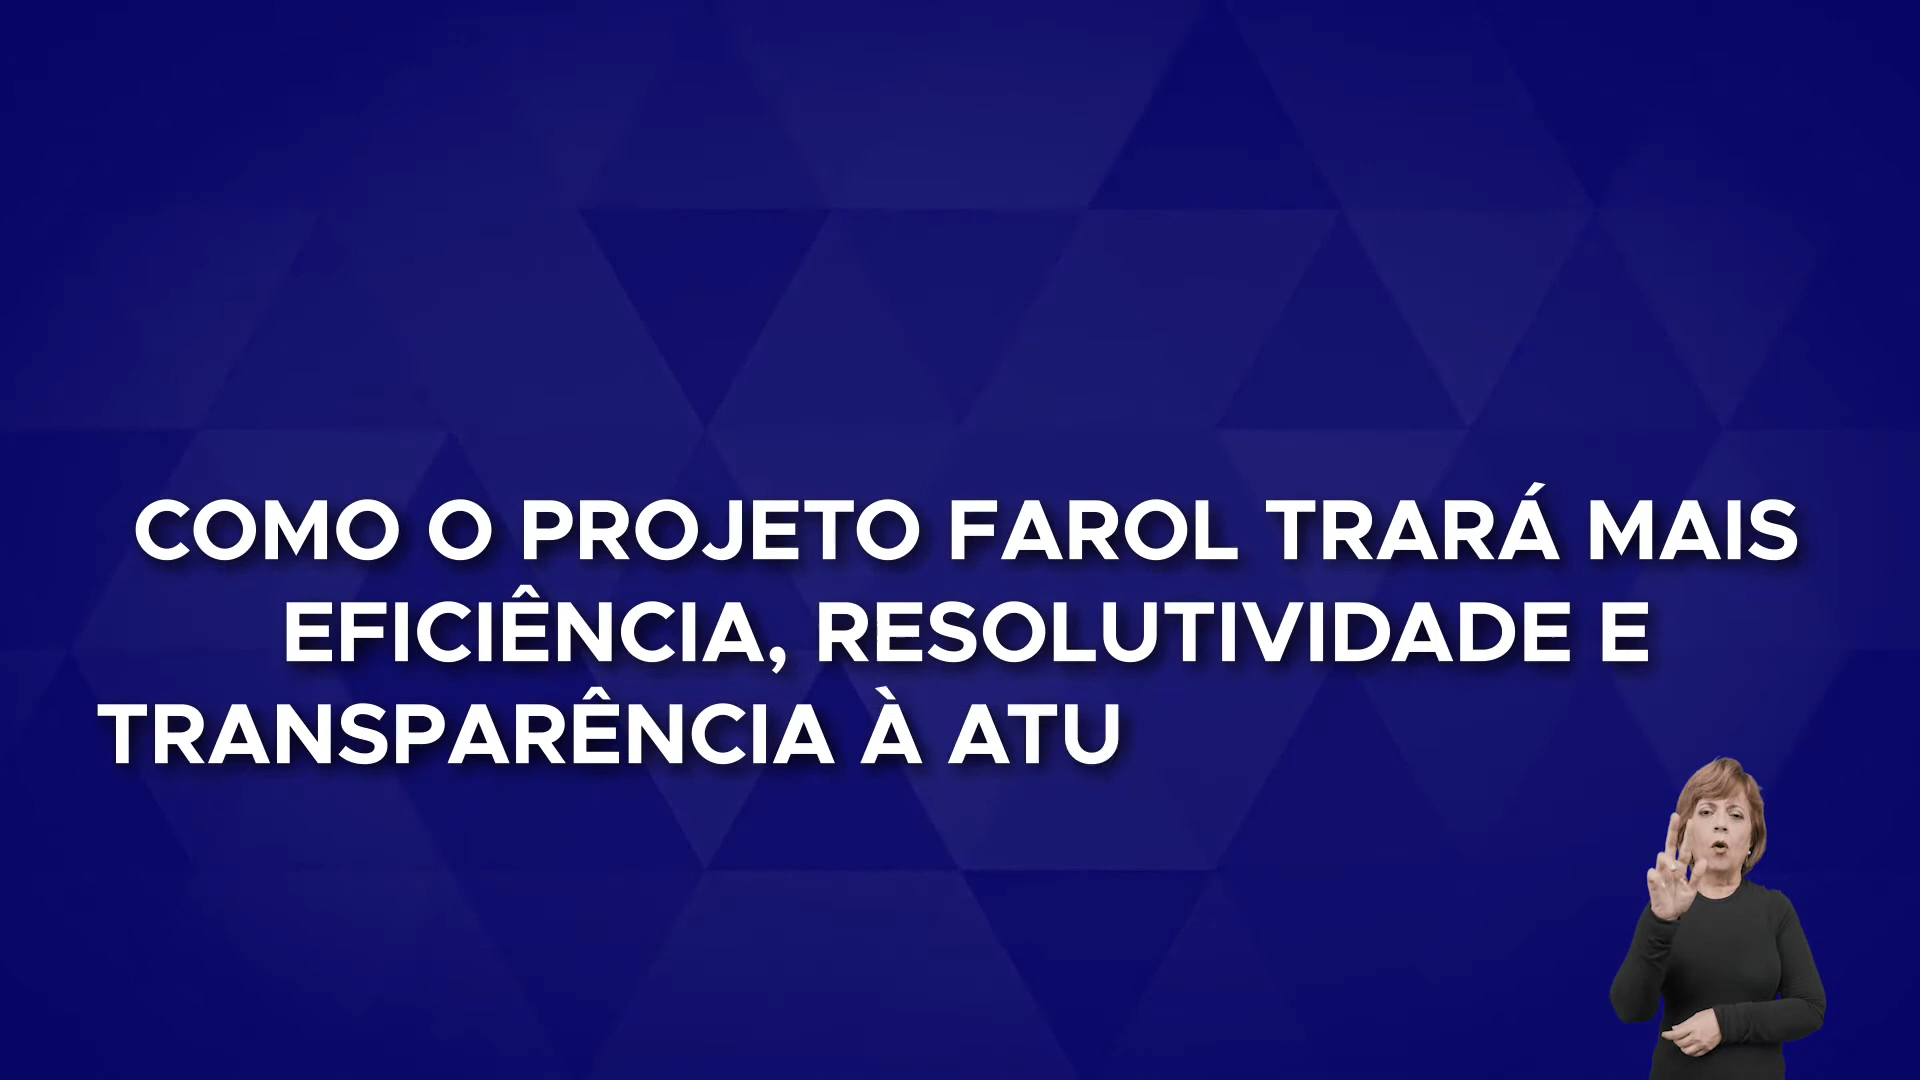 COMO O PROJETO FAROL TRARÁ MAIS
EFICIÊNCIA, RESOLUTIVIDADE E
TRANSPARÊNCIA À ATU